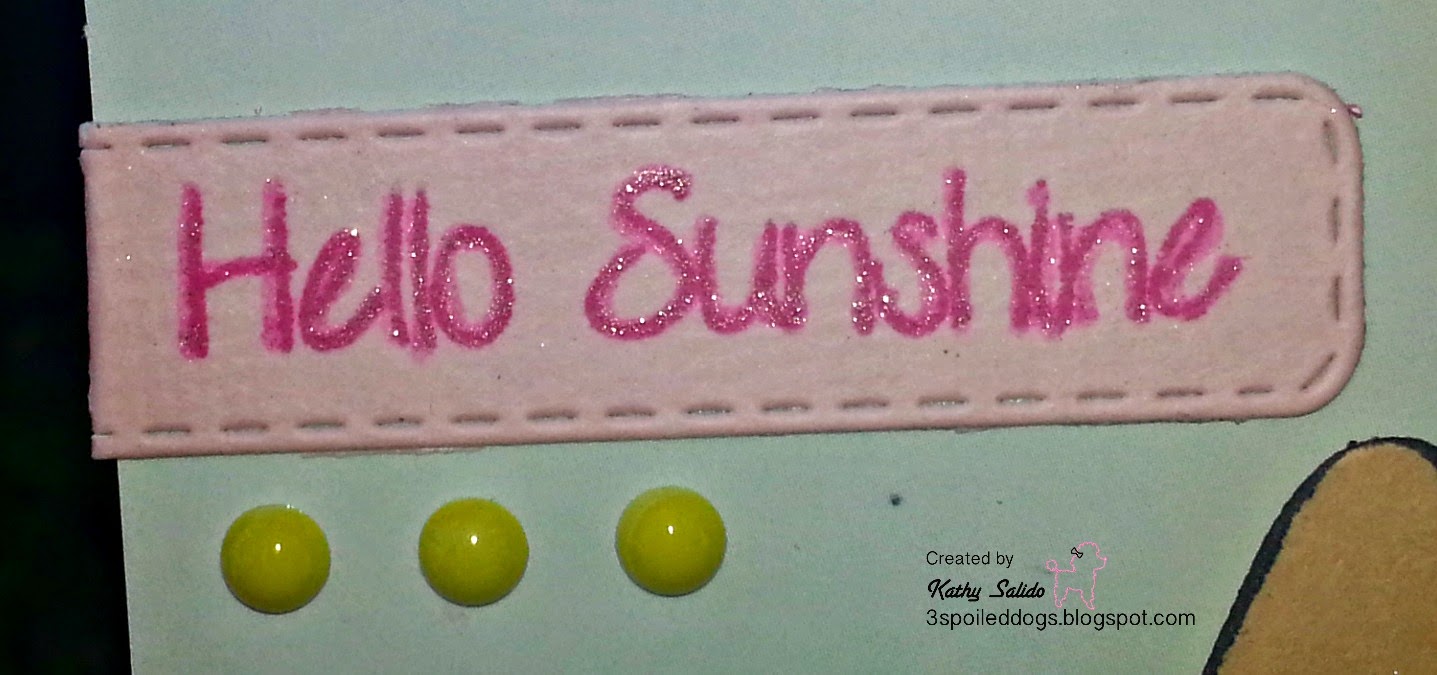 Hello Sunshine
Created by
Kathy Salido
3spoileddogs.blogspot.com